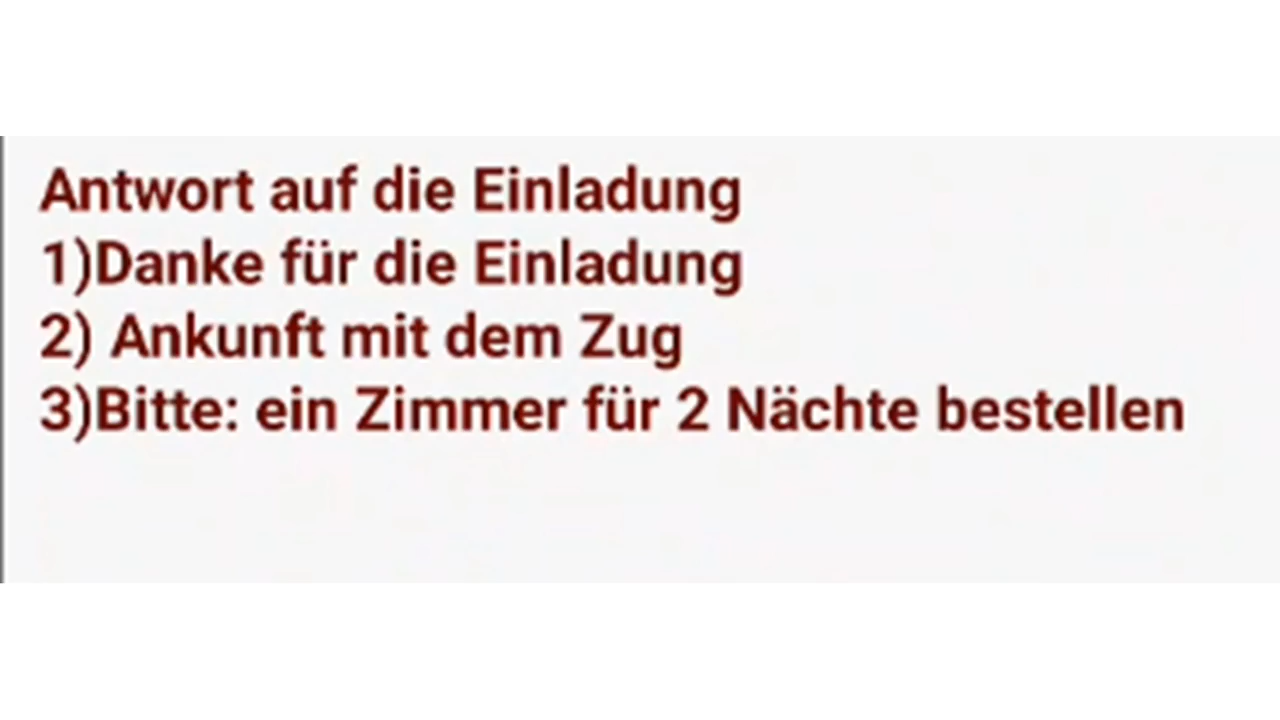 Antwort auf die Einladung
1)Danke für die Einladung
2) Ankunft mit dem Zug
3)Bitte: ein Zimmer für 2 Nächte bestellen